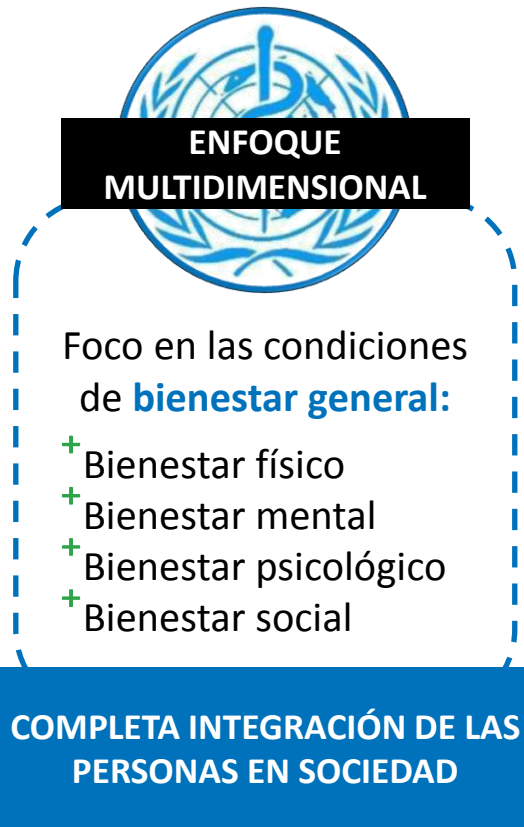 ENFOQUE
MULTIDIMENSIONAL
Foco en las condiciones
de bienestar general:
+Bienestar físico
+Bienestar mental
+Bienestar psicológico
+Bienestar social
COMPLETA INTEGRACIÓN DE LAS
PERSONAS EN SOCIEDAD